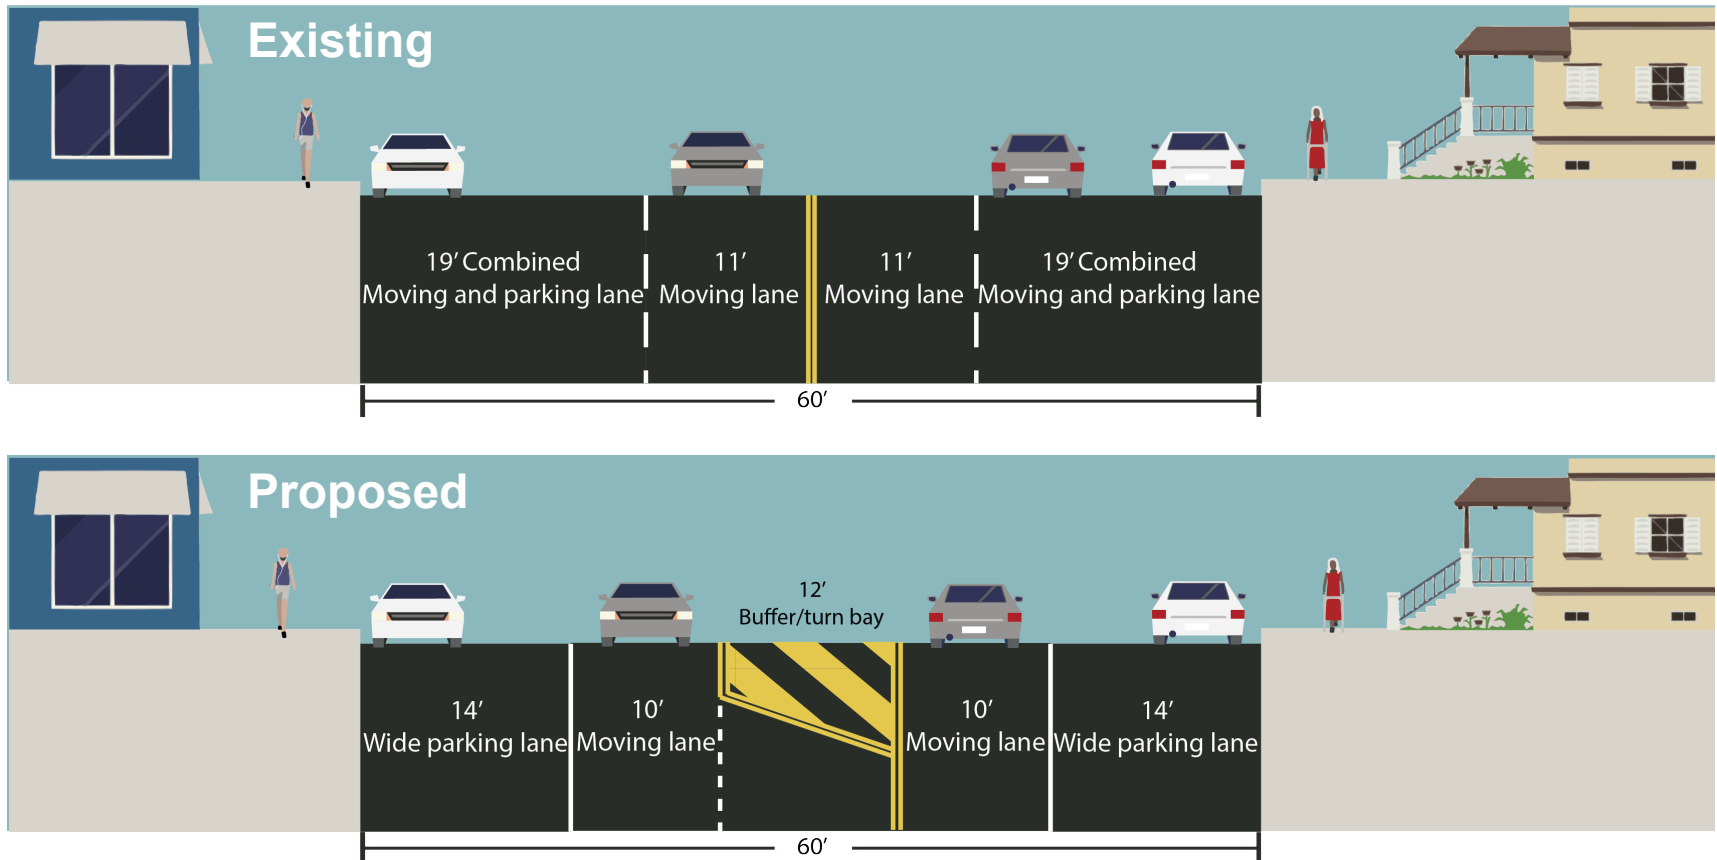 Existing
19’ Combined
Moving and parking lane
11’
Moving lane
11’
Moving lane
19’ Combined
Moving and parking lane
60’
Proposed
12’
Buffer/turn bay
14’
Wide parking lane
10’
Moving lane
10’
Moving lane
14’
Wide parking lane
60’